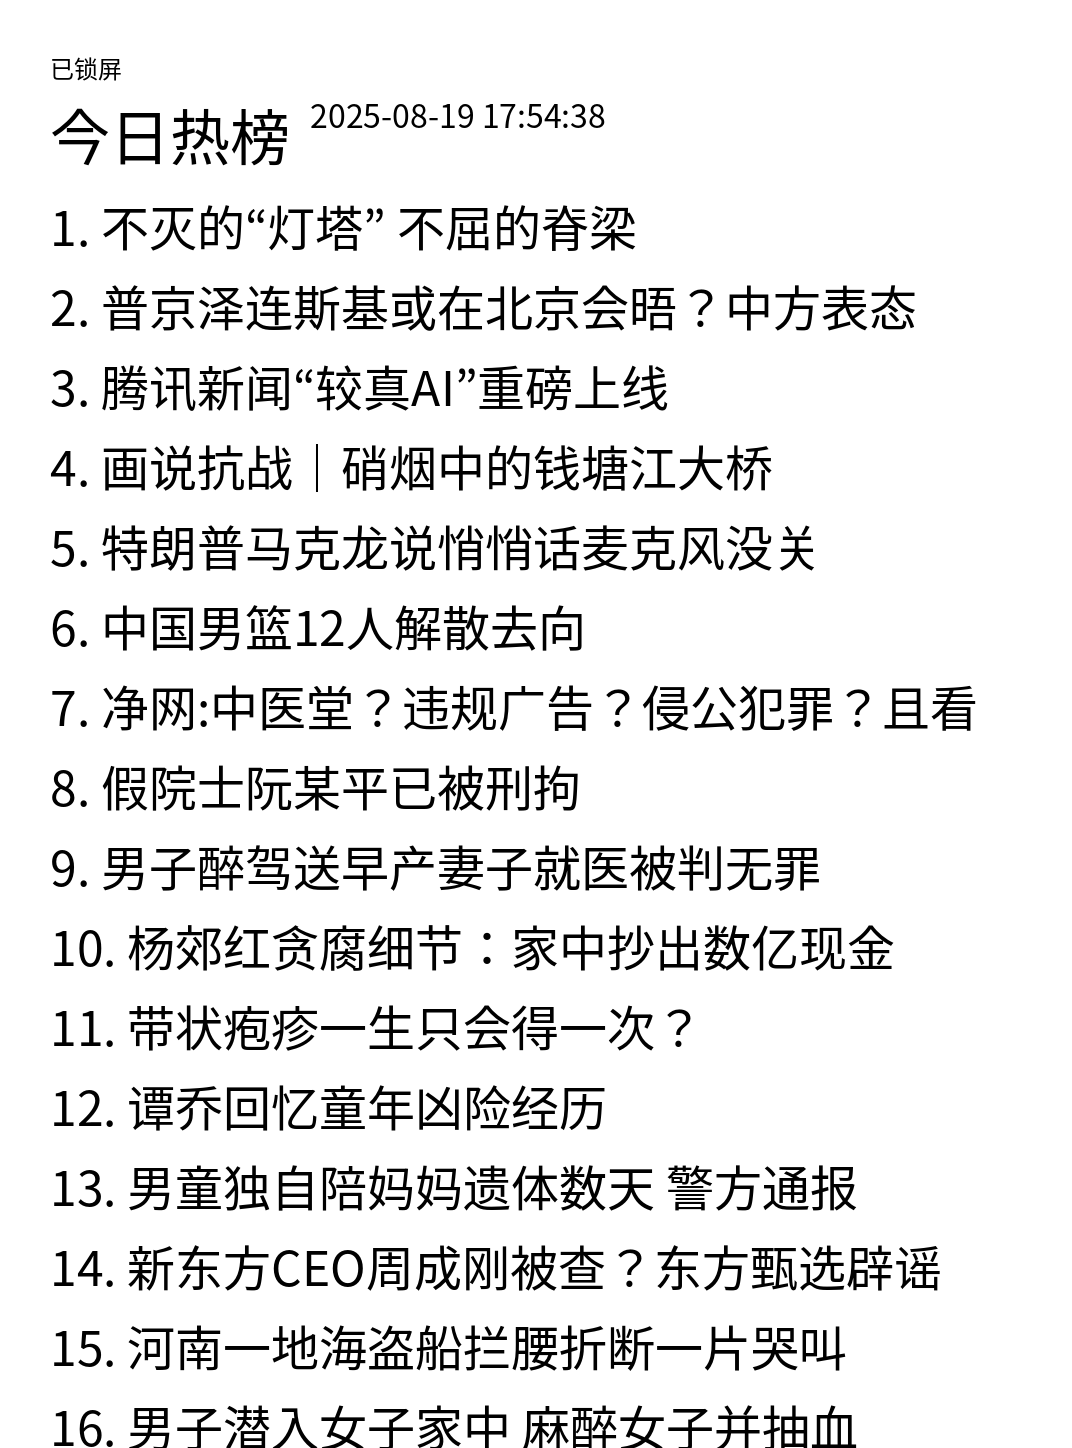 已锁屏
今日热榜 2025-08-19 17:54:38
1. 不灭的“灯塔” 不屈的脊梁
2. 普京泽连斯基或在北京会晤？中方表态
3. 腾讯新闻“较真AI”重磅上线
4. 画说抗战｜硝烟中的钱塘江大桥
5. 特朗普马克龙说悄悄话麦克风没关
6. 中国男篮12人解散去向
7. 净网:中医堂？违规广告？侵公犯罪？且看
8. 假院士阮某平已被刑拘
9. 男子醉驾送早产妻子就医被判无罪
10. 杨郊红贪腐细节：家中抄出数亿现金
11. 带状疱疹一生只会得一次？
12. 谭乔回忆童年凶险经历
13. 男童独自陪妈妈遗体数天 警方通报
14. 新东方CEO周成刚被查？东方甄选辟谣
15. 河南一地海盗船拦腰折断一片哭叫
16. 男子潜入女子家中 麻醉女子并抽血